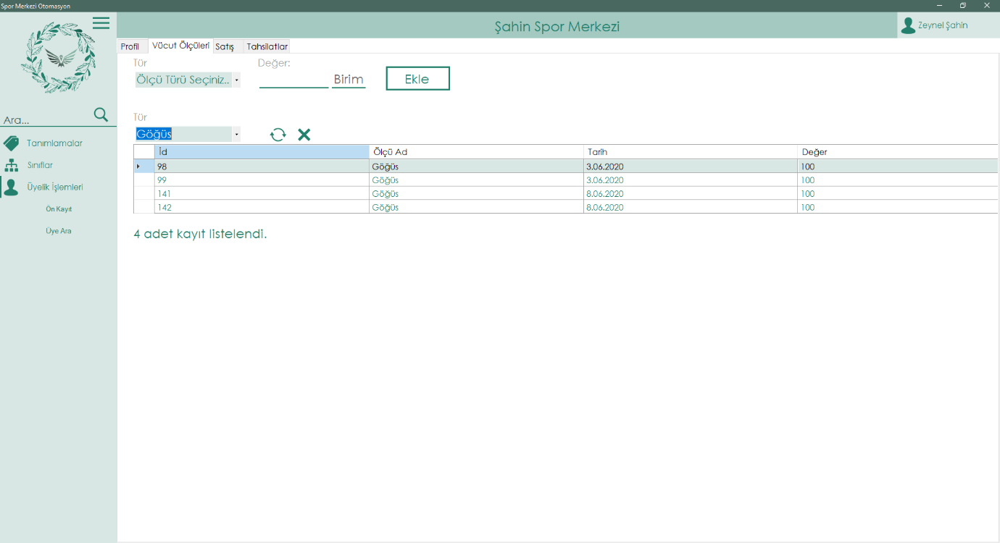 Spor Merkezi Otomasyon
Şahin Spor Merkezi
Zeynel Şahin
Ara...
Tanımlamalar
Sınıflar
Üyelik İşlemleri
Ön Kayıt
Üye Ara
Profil Vücut Ölçüleri Satış Tahsilatlar
Tür Değer:
Ölçü Türü Seçiniz.. Birim Ekle
Tür
Göğüs
İd Ölçü Ad Tarih Değer
98 Göğüs 3.06.2020 100
99 Göğüs 3.06.2020 100
141 Göğüs 8.06.2020 100
142 Göğüs 8.06.2020 100
4 adet kayıt listelendi.